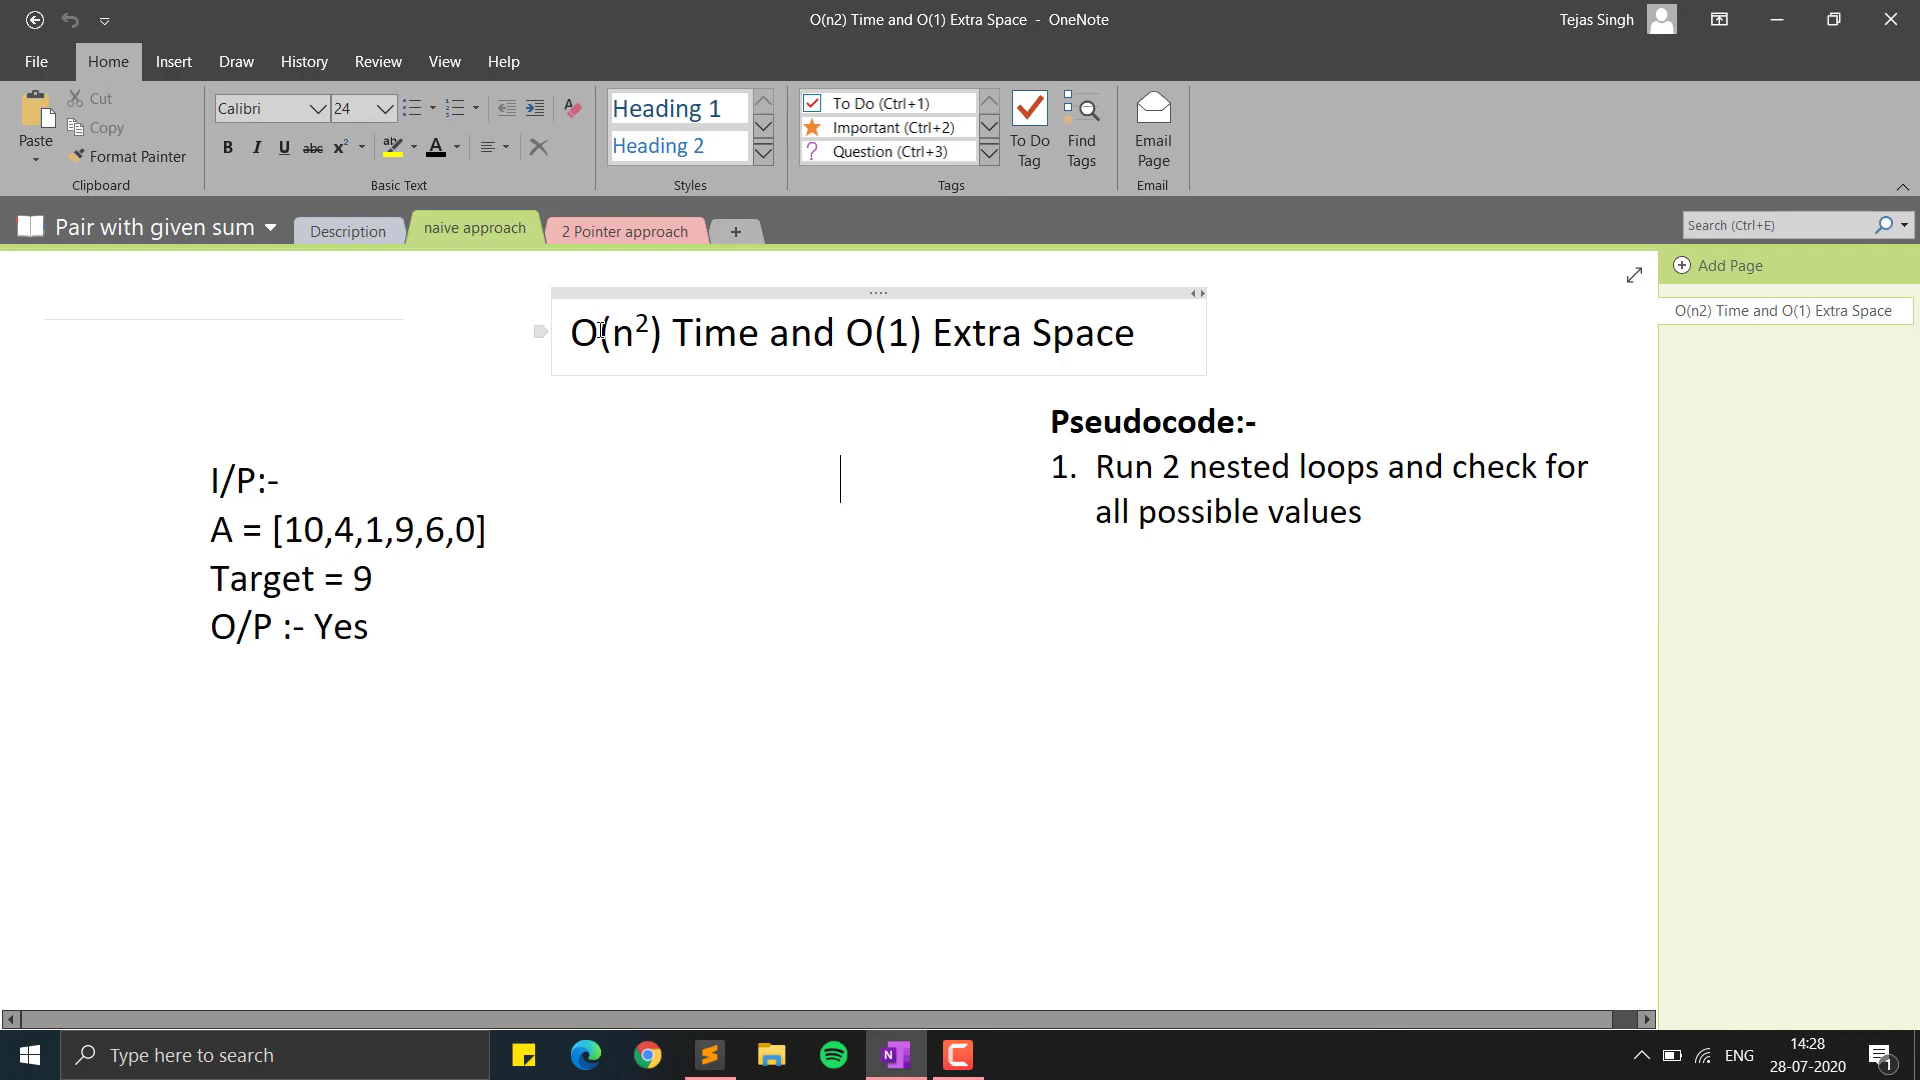 O(n2) Time and O(1) Extra Space - OneNote
Tejas Singh
File Home Insert Draw History Review View Help
Paste
Cut
Copy
Format Painter
Clipboard
Calibri 24
B I U abc x² ab A
Basic Text
Heading 1
Heading 2
Styles
To Do (Ctrl+1)
Important (Ctrl+2)
? Question (Ctrl+3)
To Do
Tag
Find
Tags
Tags
Email
Page
Email
Pair with given sum
Description
naive approach
2 Pointer approach
+
Search (Ctrl+E)
Add Page
O(n2) Time and O(1) Extra Space
O(n²) Time and O(1) Extra Space
I/P:-
A = [10,4,1,9,6,0]
Target = 9
O/P :- Yes
Pseudocode:-
1. Run 2 nested loops and check for
all possible values
Type here to search
N
ENG
14:28
28-07-2020
1